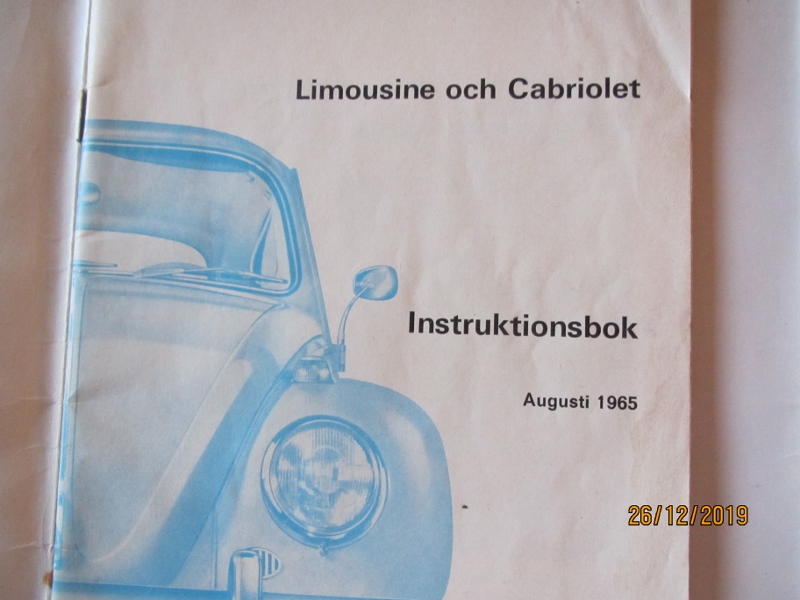 Limousine och Cabriolet
Instruktionsbok
Augusti 1965
26/12/2019